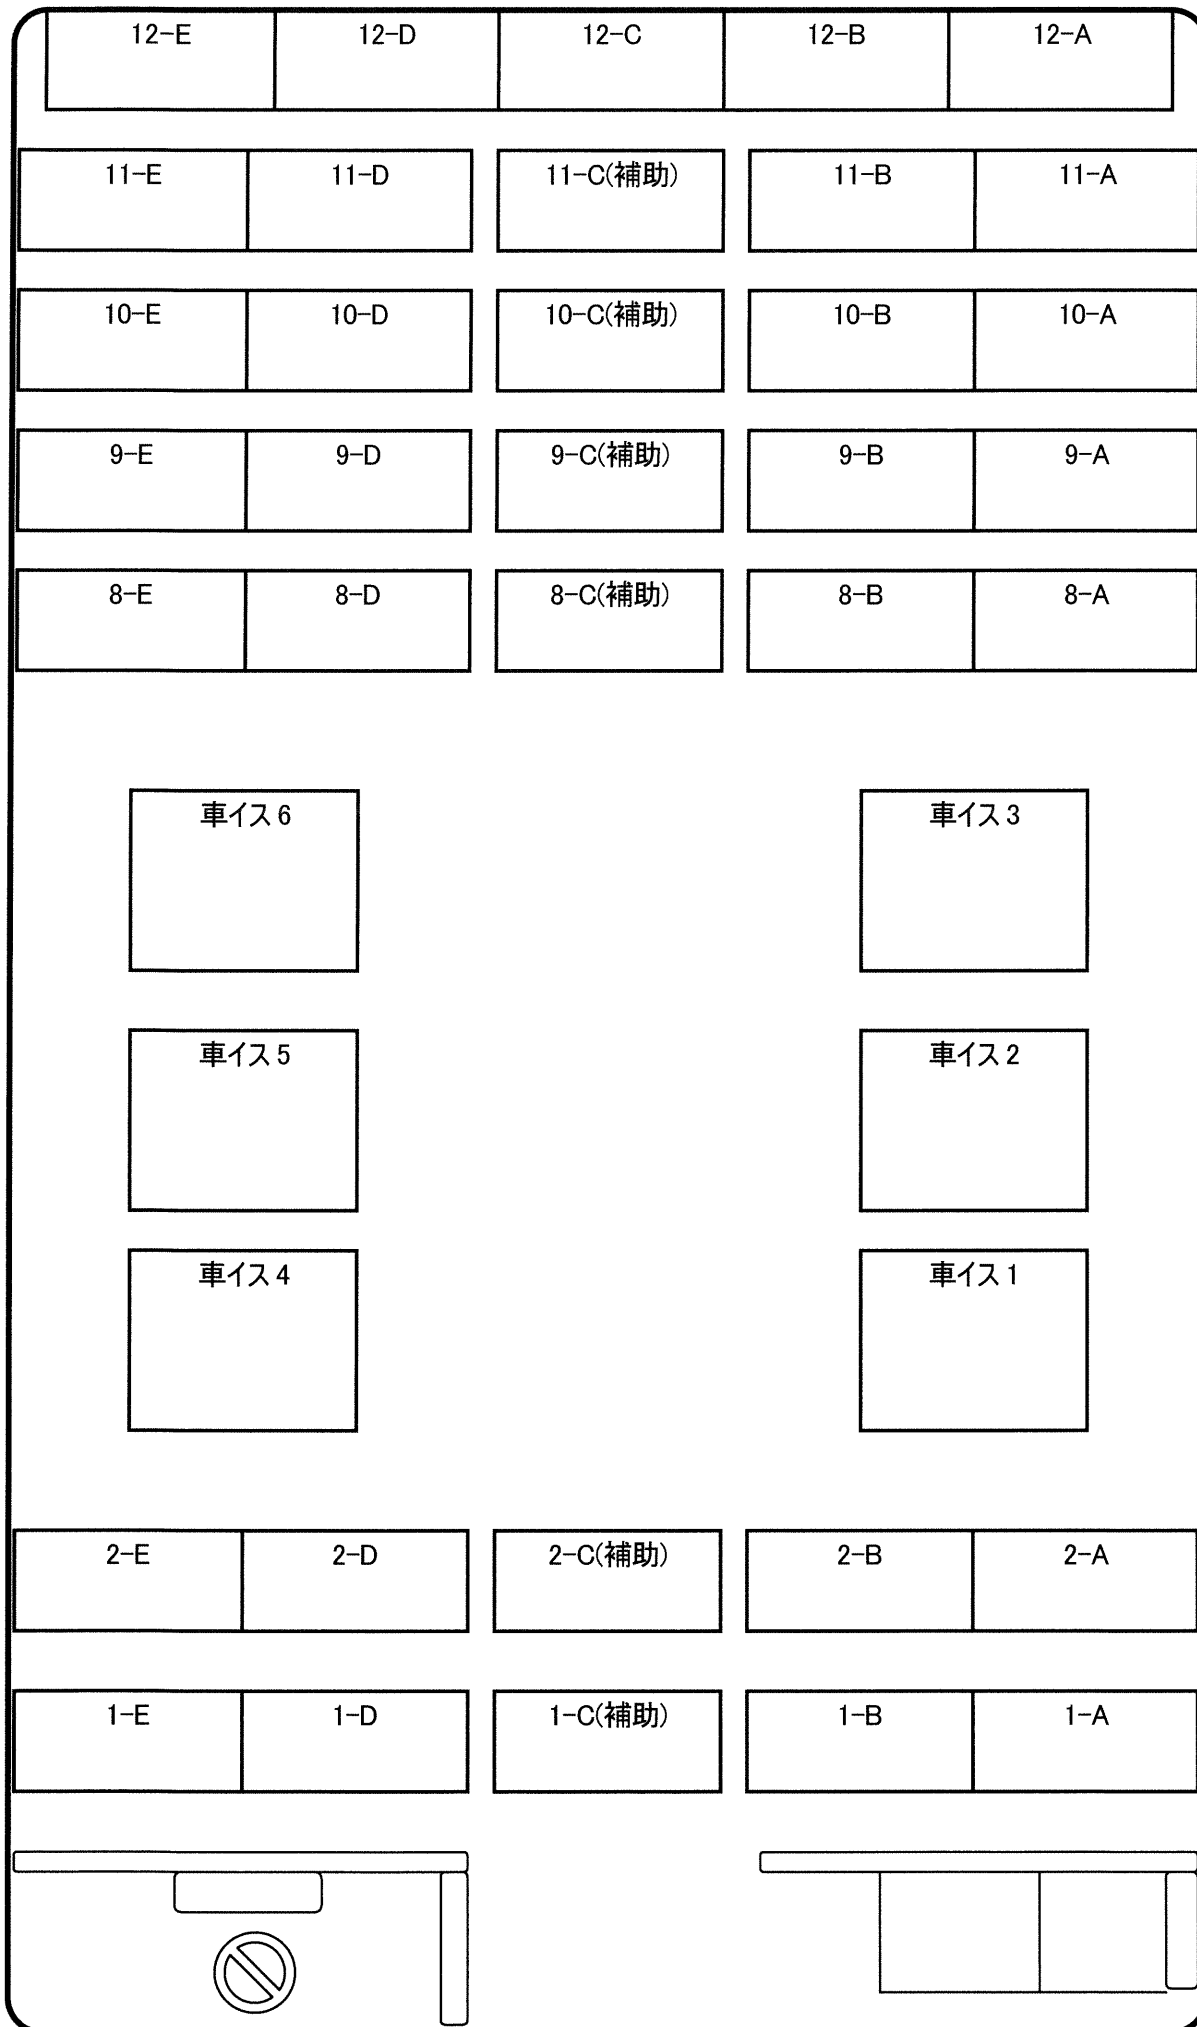 12-E 12-D 12-C 12-B 12-A
11-E 11-D 11-C(補助) 11-B 11-A
10-E 10-D 10-C(補助) 10-B 10-A
9-E 9-D 9-C(補助) 9-B 9-A
8-E 8-D 8-C(補助) 8-B 8-A
車イス6 車イス3
車イス5 車イス2
車イス4 車イス1
2-E 2-D 2-C(補助) 2-B 2-A
1-E 1-D 1-C(補助) 1-B 1-A